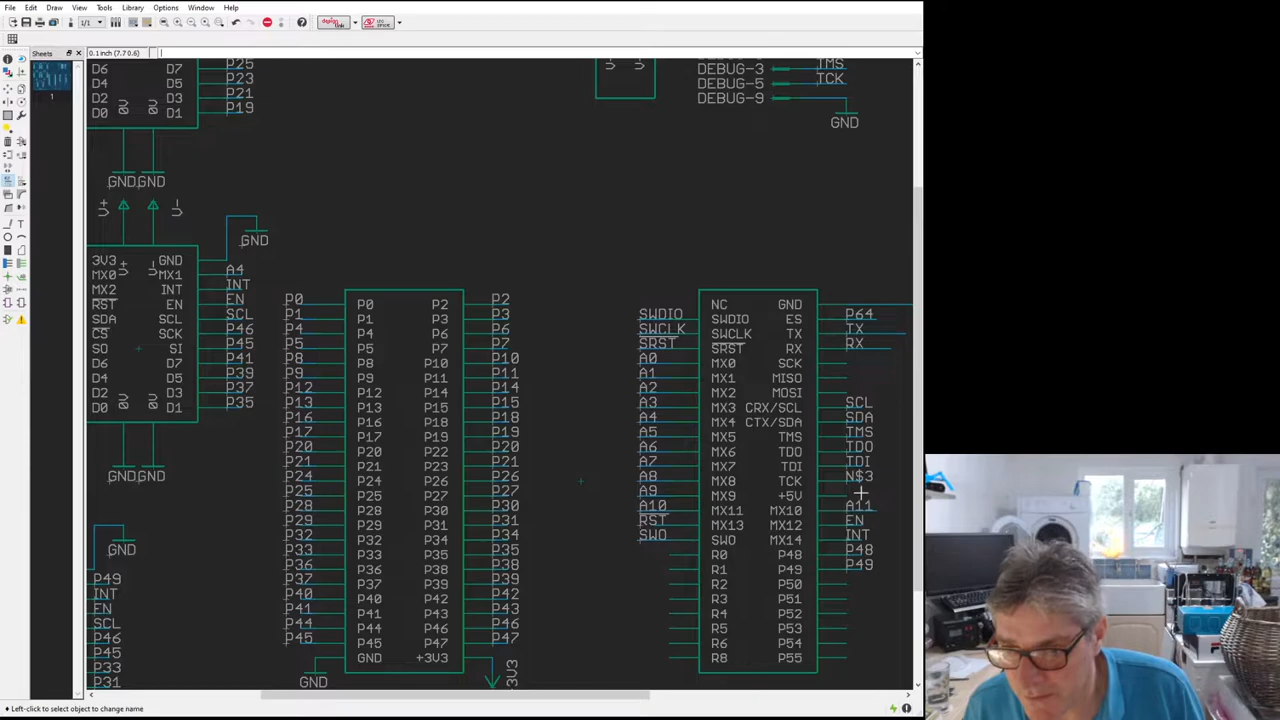 File Edit Draw View Tools Library Options Window Help
1/1
design link
Sheets
0.1 inch (7.7 0.6)
1
D6 D7 P25
D4 D5 P23
D2 D3 P21
D0 D1 P19
DEBUG-3 TMS
DEBUG-5 TCK
DEBUG-9
GND
GND GND
V+ V-
GND
3V3 GND
MX0 MX1 A4
MX2 INT INT
RST EN EN
SDA SCL SCL
CS SCK P46
SO SI P45
D6 D7 P41
D4 D5 P39
D2 D3 P37
D0 D1 P35
GND GND
GND
P49
INT
EN
SCL
P46
P45
P33
P31
P0 P0 P2 P2
P1 P1 P3 P3
P4 P4 P6 P6
P5 P5 P7 P7
P8 P8 P10 P10
P9 P9 P11 P11
P12 P12 P14 P14
P13 P13 P15 P15
P16 P16 P18 P18
P17 P17 P19 P19
P20 P20 P22 P20
P21 P21 P23 P21
P24 P24 P26 P26
P25 P25 P27 P27
P28 P28 P30 P30
P29 P29 P31 P31
P32 P32 P34 P34
P33 P33 P35 P35
P36 P36 P38 P38
P37 P37 P39 P39
P40 P40 P42 P42
P41 P41 P43 P43
P44 P44 P46 P46
P45 P45 P47 P47
GND +3V3
GND 3V3
NC GND
SWDIO SWDIO ES P64
SWCLK SWCLK TX TX
SRST SRST RX RX
A0 MX0 SCK
A1 MX1 MISO
A2 MX2 MOSI
A3 MX3 CRX/SCL SCL
A4 MX4 CTX/SDA SDA
A5 MX5 TMS TMS
A6 MX6 TDO TDO
A7 MX7 TDI TDI
A8 MX8 TCK N$3
A9 MX9 +5V
A10 MX11 MX10 A11
RST MX13 MX12 EN
SWO SWO MX14 INT
R0 P48 P48
R1 P49 P49
R2 P50
R3 P51
R4 P52
R5 P53
R6 P54
R8 P55
Left-click to select object to change name